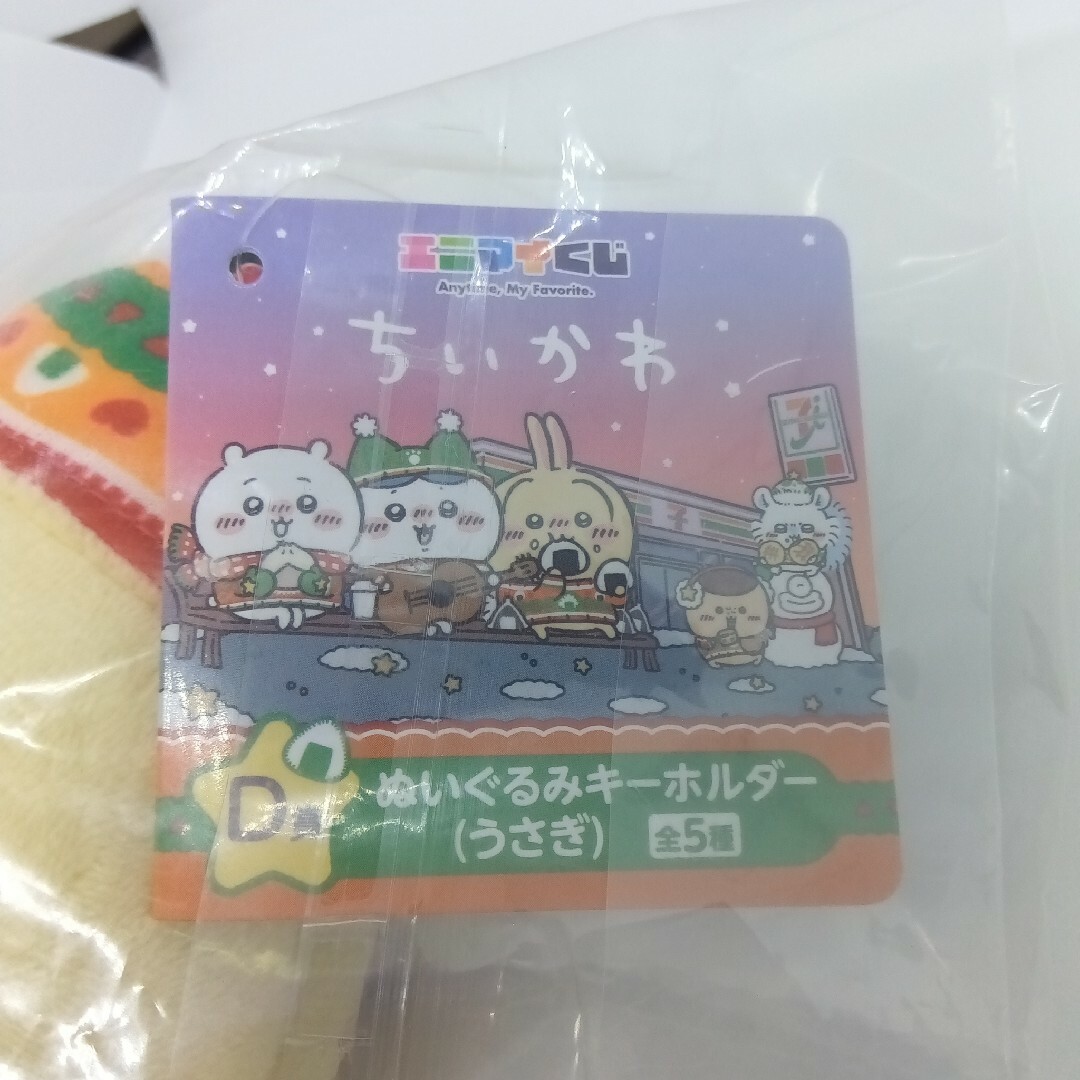 エニマイくじ
Anytime, My Favorite.
ちいかわ
子
D賞
ぬいぐるみキーホルダー
(うさぎ) 全5種